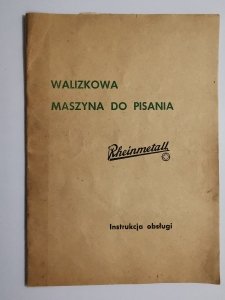 WALIZKOWA
MASZYNA DO PISANIA
Rheinmetall
Instrukcja obsługi